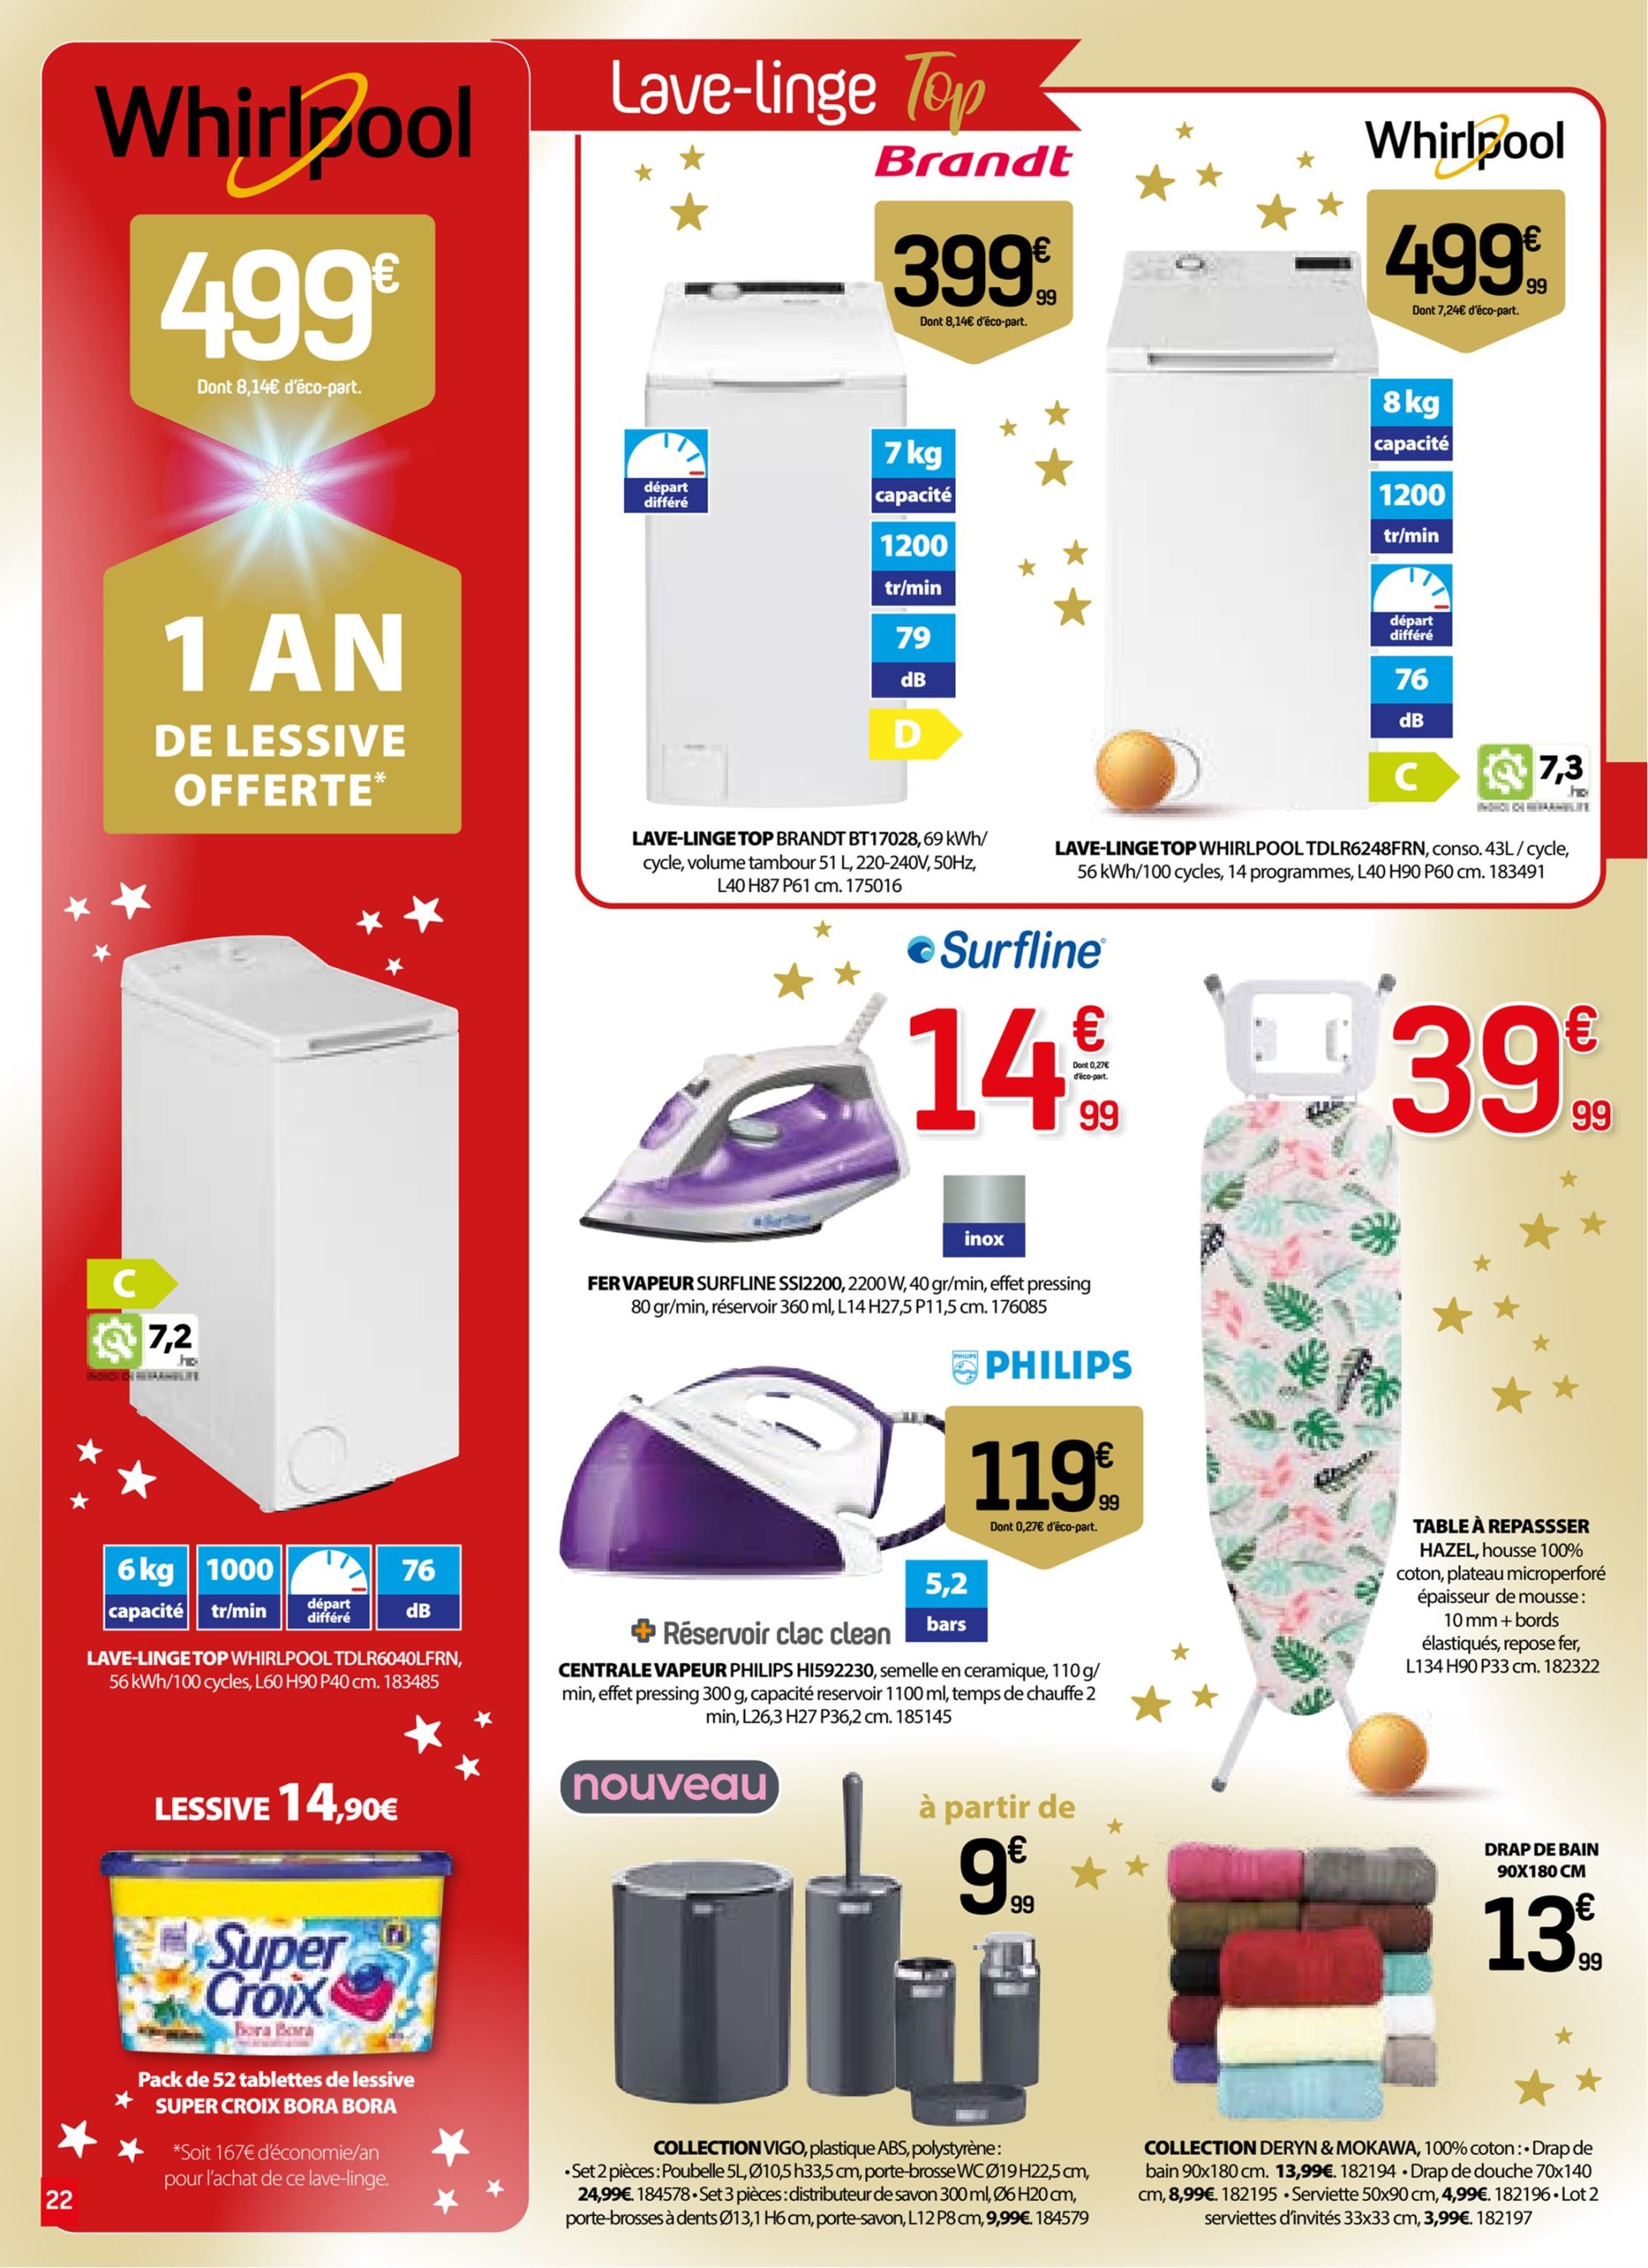 Whirlpool
499€
Dont 8,14€ d'éco-part.
1 AN
DE LESSIVE
OFFERTE*
C
7,2
6 kg
capacité
1000
tr/min
départ
différé
76
dB
LAVE-LINGE TOP WHIRLPOOL TDLR6040LFRN,
56 kWh/100 cycles, L60 H90 P40 cm. 183485
LESSIVE 14,90€
Super
Croix
Bora Bora
Pack de 52 tablettes de lessive
SUPER CROIX BORA BORA
*Soit 167€ d'économie/an
pour l'achat de ce lave-linge.
22
Lave-linge Top
Brandt
399€99
Dont 8,14€ d'éco-part.
départ
différé
7 kg
capacité
1200
tr/min
79
dB
D
LAVE-LINGE TOP BRANDT BT17028, 69 kWh/
cycle, volume tambour 51 L, 220-240V, 50Hz,
L40 H87 P61 cm. 175016
Whirlpool
499€99
Dont 7,24€ d'éco-part.
8 kg
capacité
1200
tr/min
départ
différé
76
dB
C
7,3
LAVE-LINGE TOP WHIRLPOOL TDLR6248FRN, conso. 43L / cycle,
56 kWh/100 cycles, 14 programmes, L40 H90 P60 cm. 183491
Surfline
14€99
Dont 0,27€
d'éco-part.
Surfline
inox
FER VAPEUR SURFLINE SSI2200, 2200 W, 40 gr/min, effet pressing
80 gr/min, réservoir 360 ml, L14 H27,5 P11,5 cm. 176085
39€99
TABLE À REPASSSER
HAZEL, housse 100%
coton, plateau microperforé
épaisseur de mousse :
10 mm + bords
élastiqués, repose fer,
L134 H90 P33 cm. 182322
PHILIPS
PHILIPS
119€99
Dont 0,27€ d'éco-part.
5,2
bars
+ Réservoir clac clean
CENTRALE VAPEUR PHILIPS HI592230, semelle en ceramique, 110 g/
min, effet pressing 300 g, capacité reservoir 1100 ml, temps de chauffe 2
min, L26,3 H27 P36,2 cm. 185145
nouveau
à partir de
9€99
COLLECTION VIGO, plastique ABS, polystyrène :
• Set 2 pièces : Poubelle 5L, Ø10,5 h33,5 cm, porte-brosse WC Ø19 H22,5 cm,
24,99€. 184578 • Set 3 pièces : distributeur de savon 300 ml, Ø6 H20 cm,
porte-brosses à dents Ø13,1 H6 cm, porte-savon, L12 P8 cm, 9,99€. 184579
DRAP DE BAIN
90X180 CM
13€99
COLLECTION DERYN & MOKAWA, 100% coton : • Drap de
bain 90x180 cm. 13,99€. 182194 • Drap de douche 70x140
cm, 8,99€. 182195 • Serviette 50x90 cm, 4,99€. 182196 • Lot 2
serviettes d'invités 33x33 cm, 3,99€. 182197